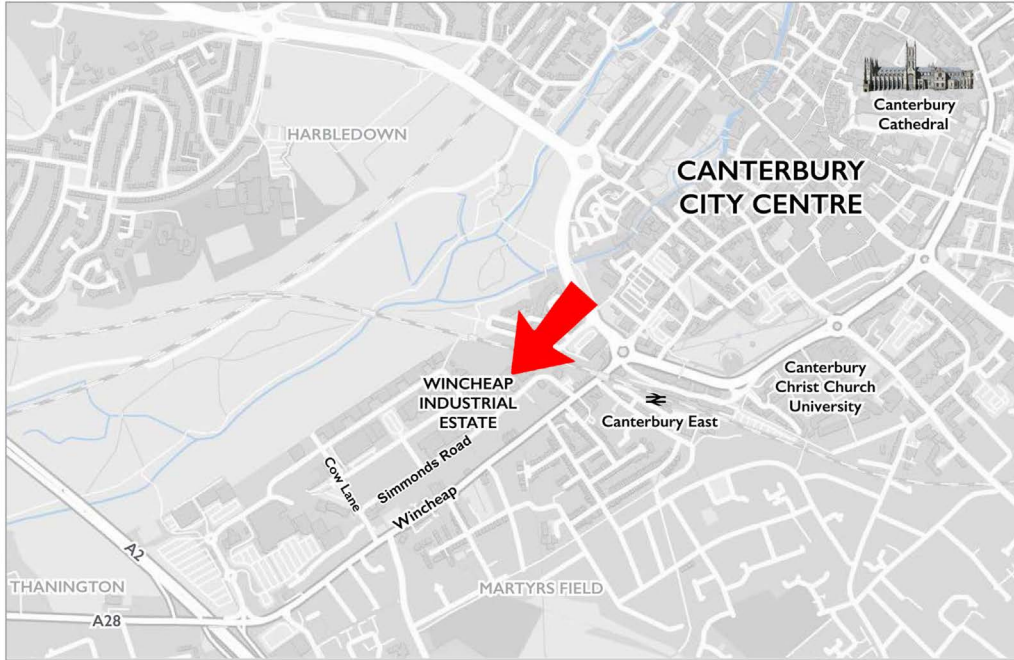 Canterbury
Cathedral
HARBLEDOWN
CANTERBURY
CITY CENTRE
WINCHEAP
INDUSTRIAL
ESTATE
Canterbury
Christ Church
University
Canterbury East
Simmonds Road
Cow Lane
Wincheap
A2
THANINGTON
MARTYRS FIELD
A28